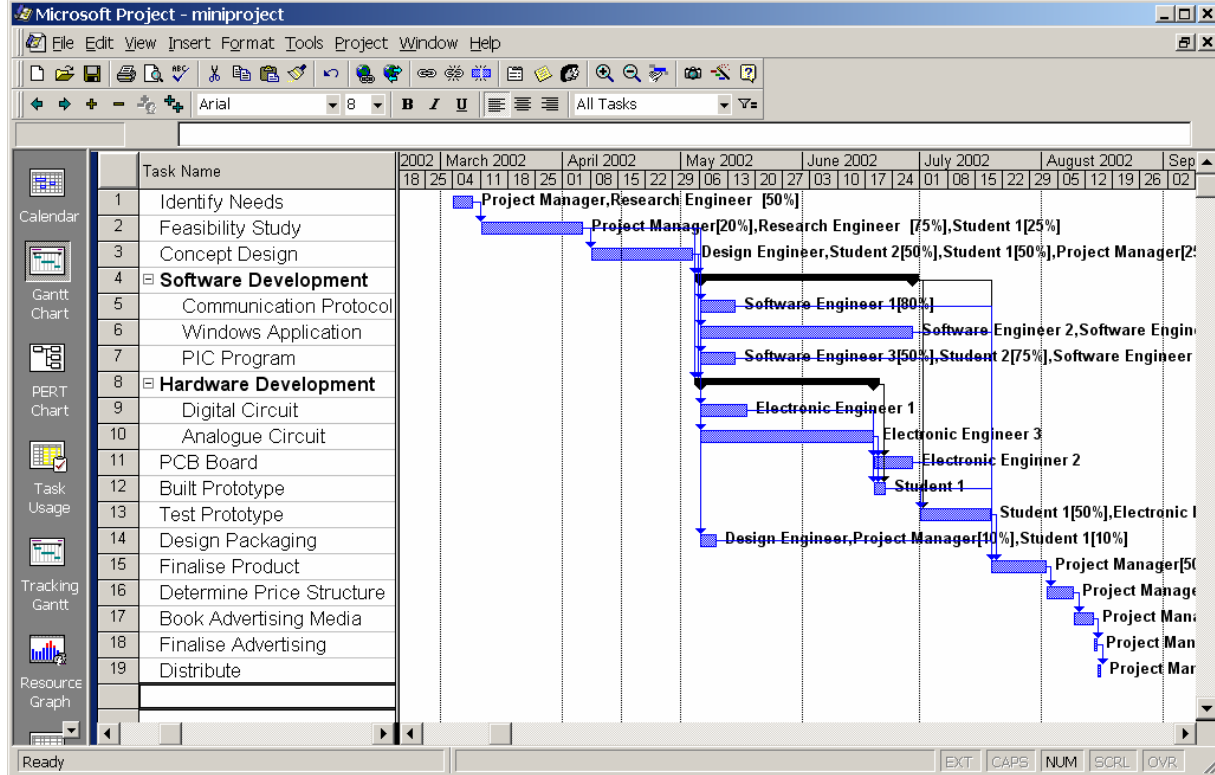 Microsoft Project - miniproject
File Edit View Insert Format Tools Project Window Help
Arial 8 B I U All Tasks
Calendar
Gantt Chart
PERT Chart
Task Usage
Tracking Gantt
Resource Graph
Task Name
2002 March 2002 April 2002 May 2002 June 2002 July 2002 August 2002 Sep
18 25 04 11 18 25 01 08 15 22 29 06 13 20 27 03 10 17 24 01 08 15 22 29 05 12 19 26 02
1 Identify Needs Project Manager,Research Engineer [50%]
2 Feasibility Study Project Manager[20%],Research Engineer [75%],Student 1[25%]
3 Concept Design Design Engineer,Student 2[50%],Student 1[50%],Project Manager[2
4 Software Development
5 Communication Protocol Software Engineer 1[80%]
6 Windows Application Software Engineer 2,Software Engin
7 PIC Program Software Engineer 3[50%],Student 2[75%],Software Engineer
8 Hardware Development
9 Digital Circuit Electronic Engineer 1
10 Analogue Circuit Electronic Engineer 3
11 PCB Board Electronic Enginner 2
12 Built Prototype Student 1
13 Test Prototype Student 1[50%],Electronic
14 Design Packaging Design Engineer,Project Manager[10%],Student 1[10%]
15 Finalise Product Project Manager[50
16 Determine Price Structure Project Manage
17 Book Advertising Media Project Mana
18 Finalise Advertising Project Man
19 Distribute Project Mar
Ready EXT CAPS NUM SCRL OVR